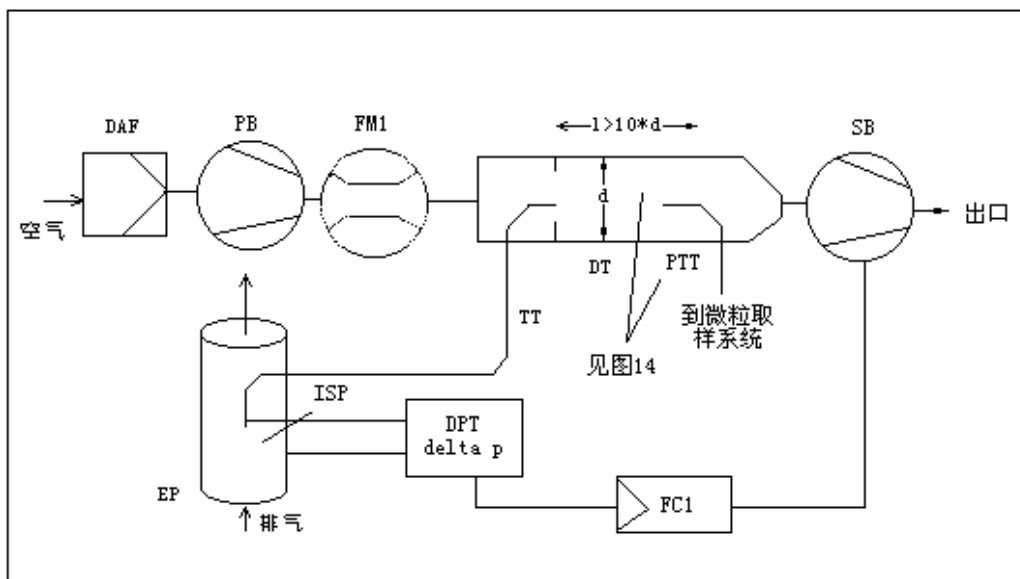 DAF
PB
FM1
l>10*d
SB
空气
d
出口
DT
PTT
TT
到微粒取
样系统
见图14
ISP
DPT
delta p
EP
FC1
排气